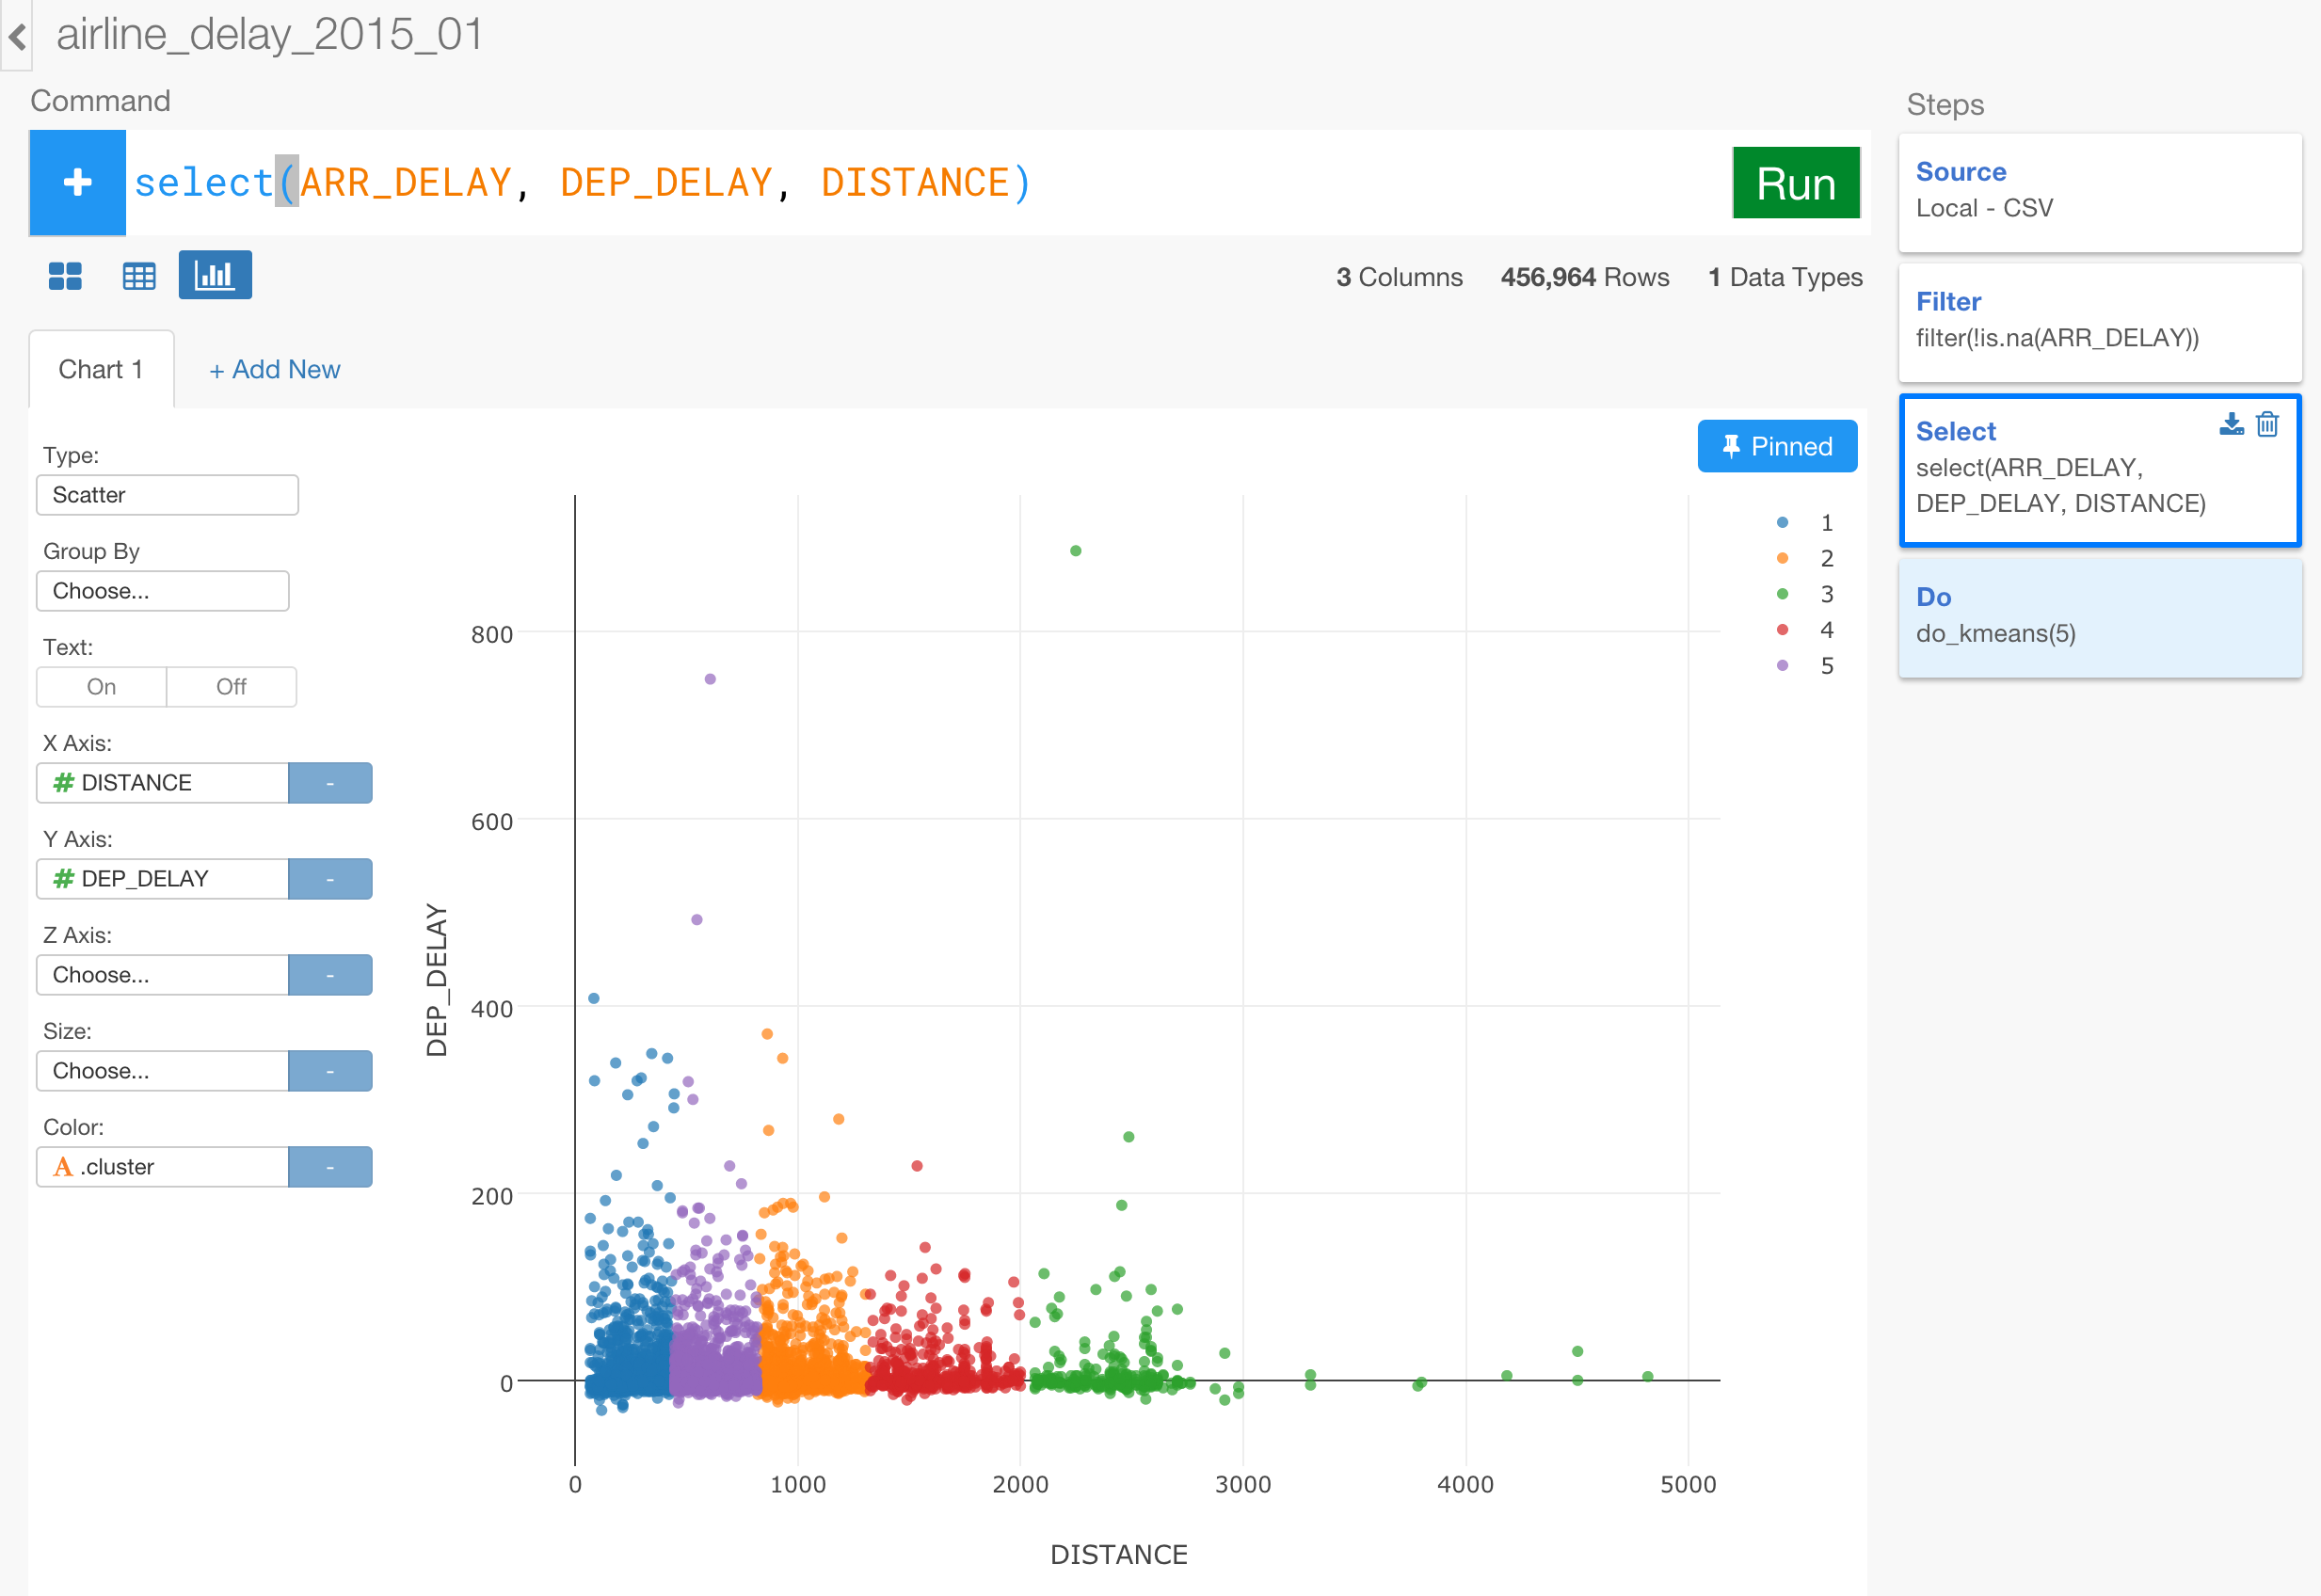 airline_delay_2015_01
Command
Steps
+ select(ARR_DELAY, DEP_DELAY, DISTANCE)
Run
3 Columns 456,964 Rows 1 Data Types
Chart 1
+ Add New
Pinned
Type:
Scatter
Group By
Choose...
Text:
On Off
X Axis:
# DISTANCE -
Y Axis:
# DEP_DELAY -
Z Axis:
Choose... -
Size:
Choose... -
Color:
A .cluster -
DEP_DELAY
800
600
400
200
0
0 1000 2000 3000 4000 5000
DISTANCE
1
2
3
4
5
Source
Local - CSV
Filter
filter(!is.na(ARR_DELAY))
Select
select(ARR_DELAY,
DEP_DELAY, DISTANCE)
Do
do_kmeans(5)